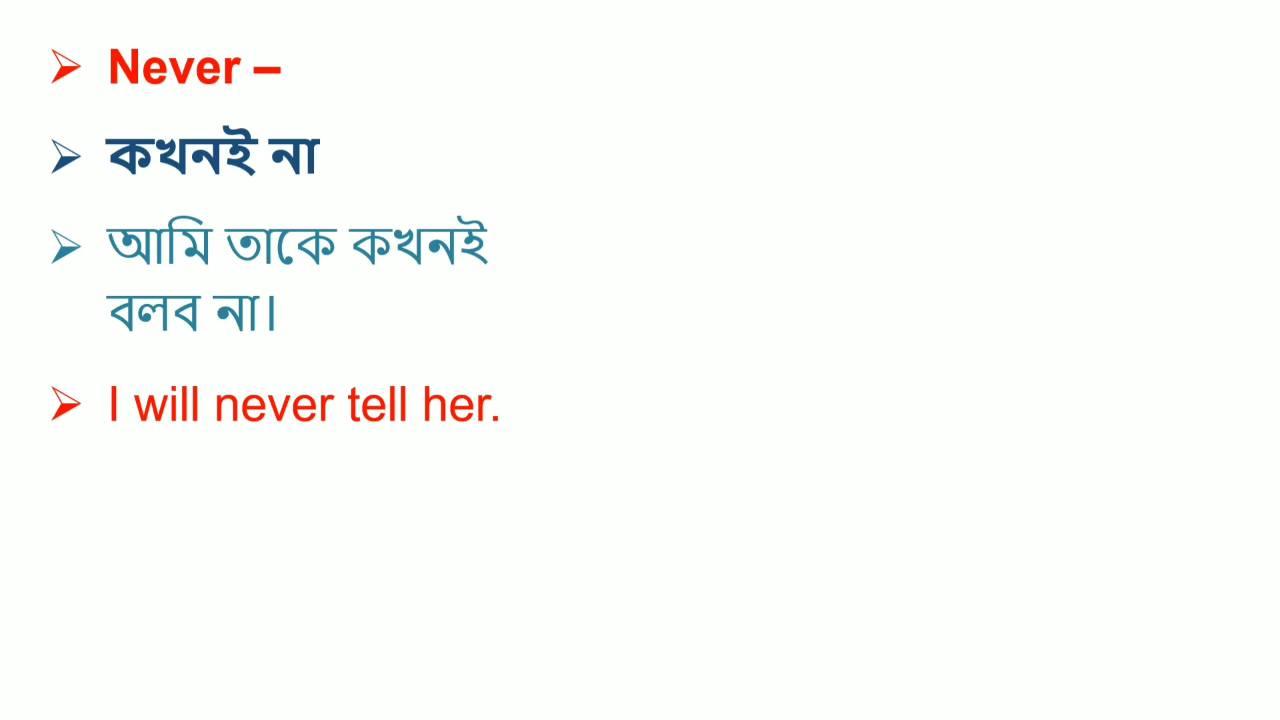 Never –
কখনই না
আমি তাকে কখনই
বলব না।
I will never tell her.